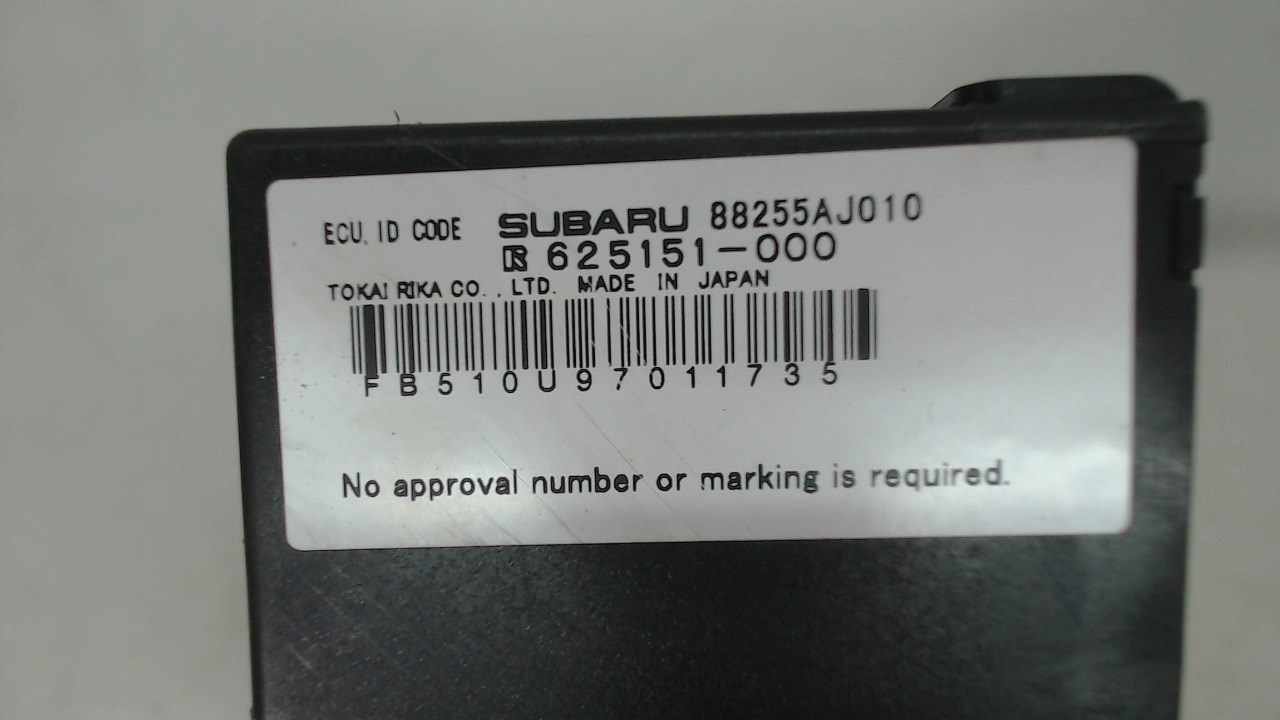 ECU. ID CODE SUBARU 88255AJ010
R 625151-000
TOKAI RIKA CO., LTD. MADE IN JAPAN
FB510U97011735
No approval number or marking is required.